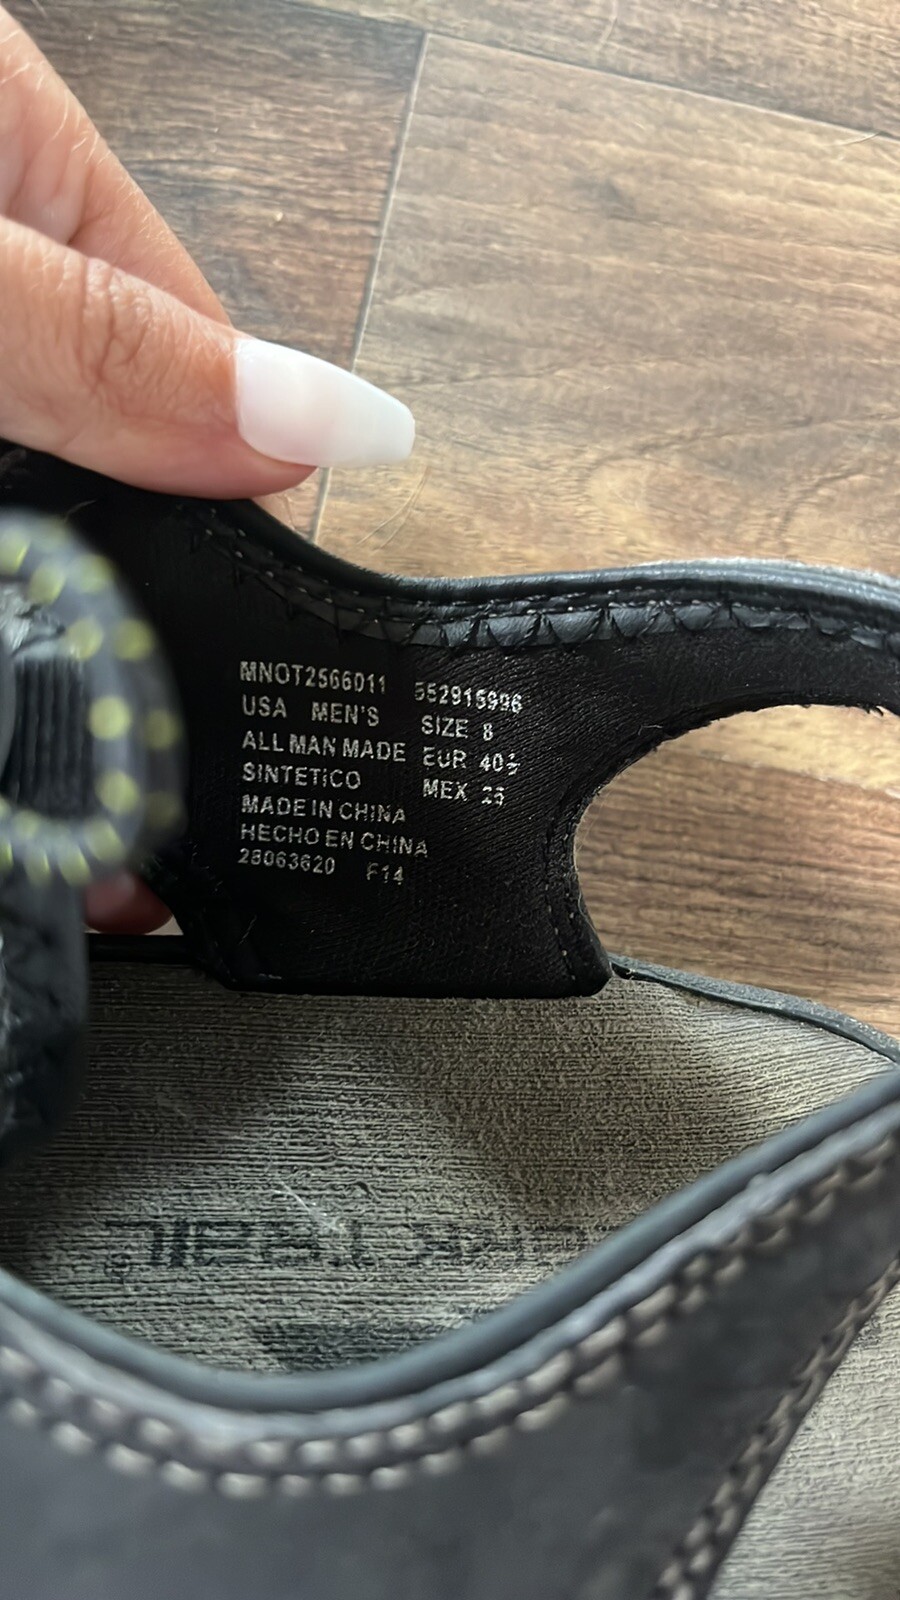 MNOT2566011 552915996
USA MEN'S SIZE 8
ALL MAN MADE EUR 40½
SINTETICO MEX 26
MADE IN CHINA
HECHO EN CHINA
28063620 F14